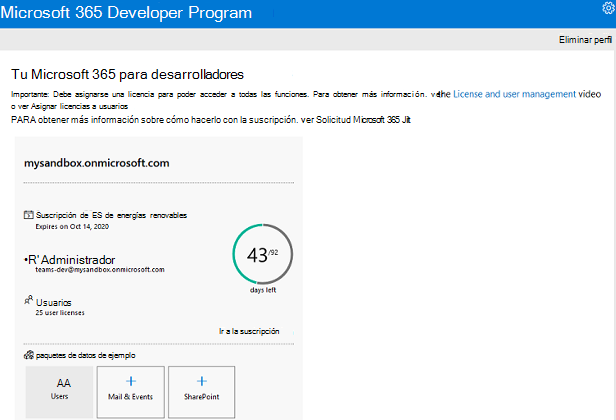 Microsoft 365 Developer Program
Eliminar perfil
Tu Microsoft 365 para desarrolladores
Importante: Debe asignarse una licencia para poder acceder a todas las funciones, Para obtener más información. ve the License and user management video
o ver Asignar licencias a usuarios
PARA obtener más información sobre cómo hacerlo con la suscripción. ver Solicitud Microsoft 365 Jlt
mysandbox.onmicrosoft.com
Suscripción de ES de energías renovables
Expires on Oct 14, 2020
43/92
days left
•R' Administrador
teams-dev@mysandbox.onmicrosoft.com
Usuarios
25 user licenses
Ir a la suscripción
paquetes de datos de ejemplo
AA
Users
Mail & Events
SharePoint